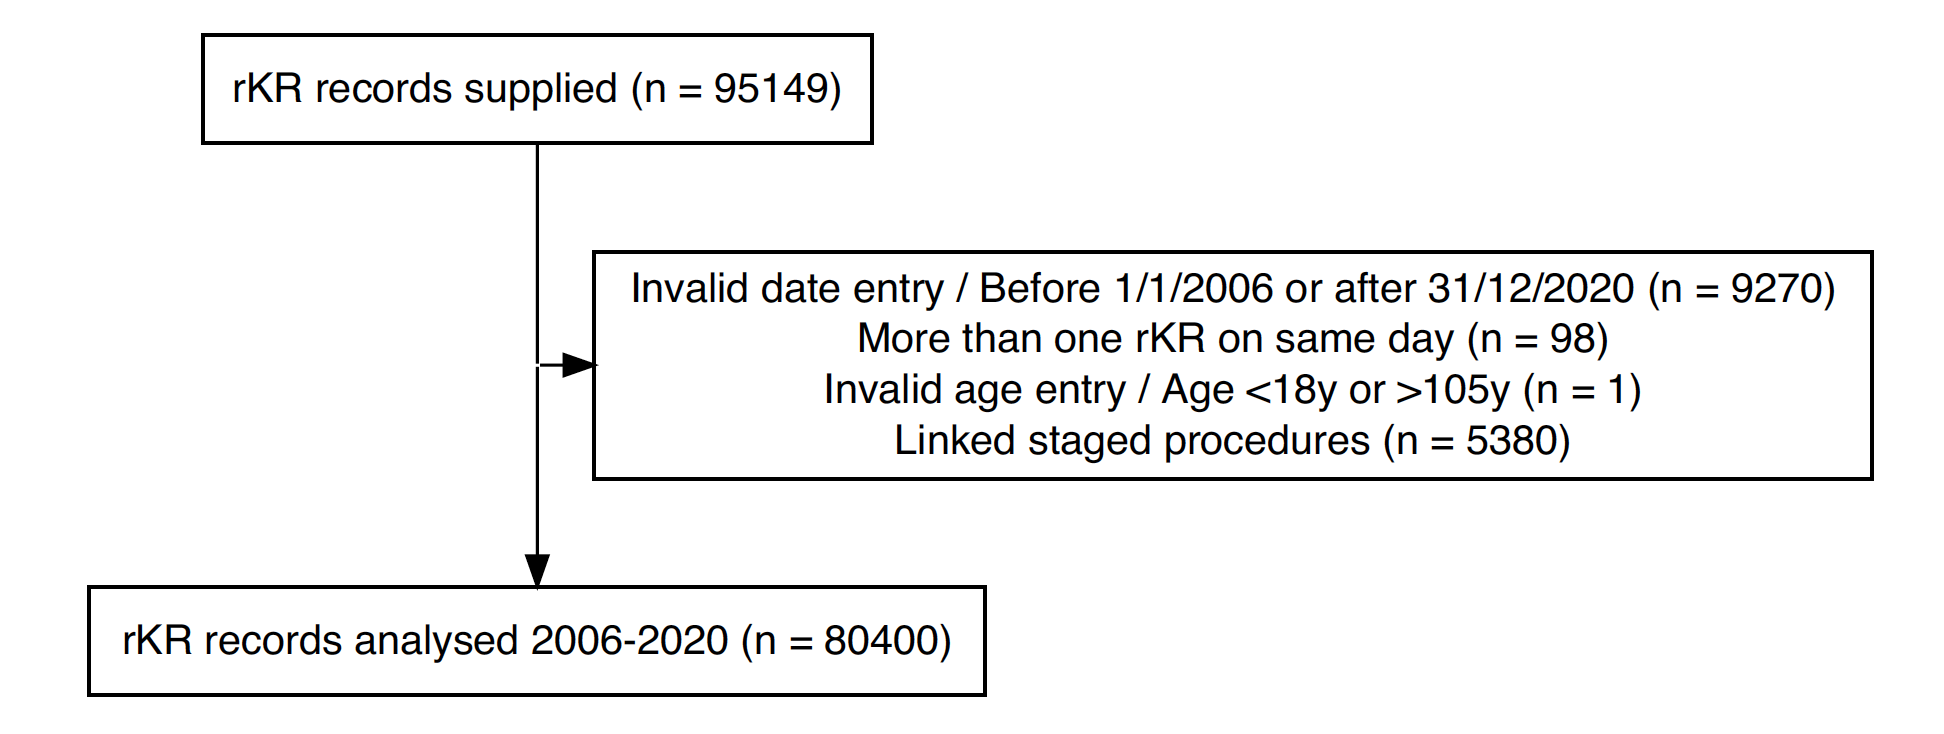 rKR records supplied (n = 95149)
Invalid date entry / Before 1/1/2006 or after 31/12/2020 (n = 9270)
More than one rKR on same day (n = 98)
Invalid age entry / Age <18y or >105y (n = 1)
Linked staged procedures (n = 5380)
rKR records analysed 2006-2020 (n = 80400)